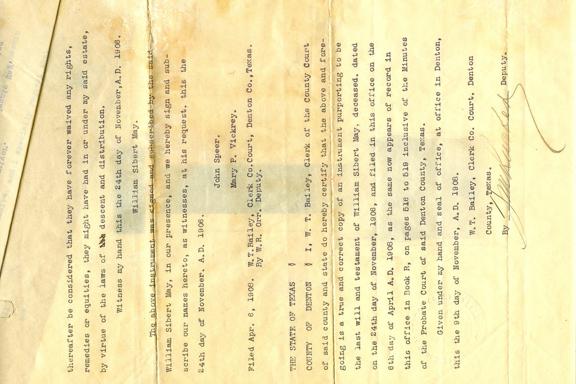 thereafter be considered that they have forever waived any rights,
remedies or equities, they might have had in or under my said estate,
by virtue of the laws of the descent and distribution.
Witness my hand this the 24th day of November, A.D. 1906.
William Sibert May.
The above instrument was signed and subscribed by the said
William Sibert May, in our presence, and we hereby sign and sub-
scribe our names hereto, as witnesses, at his request, this the
24th day of November. A.D. 1906.
John Speer.
Mary P. Vickrey.
Filed Apr. 6, 1908. W.T.Bailey, Clerk Co.Court, Denton Co.,Texas.
By W.R. Orr. Deputy.
THE STATE OF TEXAS §
COUNTY OF DENTON § I, W. T. Bailey, Clerk of the County Court
of said county and state do hereby certify that the above and fore-
going is a true and correct copy of an instrument purporting to be
the last will and testament of William Sibert May, deceased, dated
on the 24th day of November, 1906, and filed in this office on the
6th day of April A.D. 1908, as the same now appears of record in
this office in Book R, on pages 518 to 519 inclusive of the Minutes
of the Probate Court of said Denton County, Texas.
Given under my hand and seal of office, at office in Denton,
this the 9th day of November, A.D. 1908.
W.T. Bailey, Clerk Co. Court, Denton
County, Texas.
By Deputy.